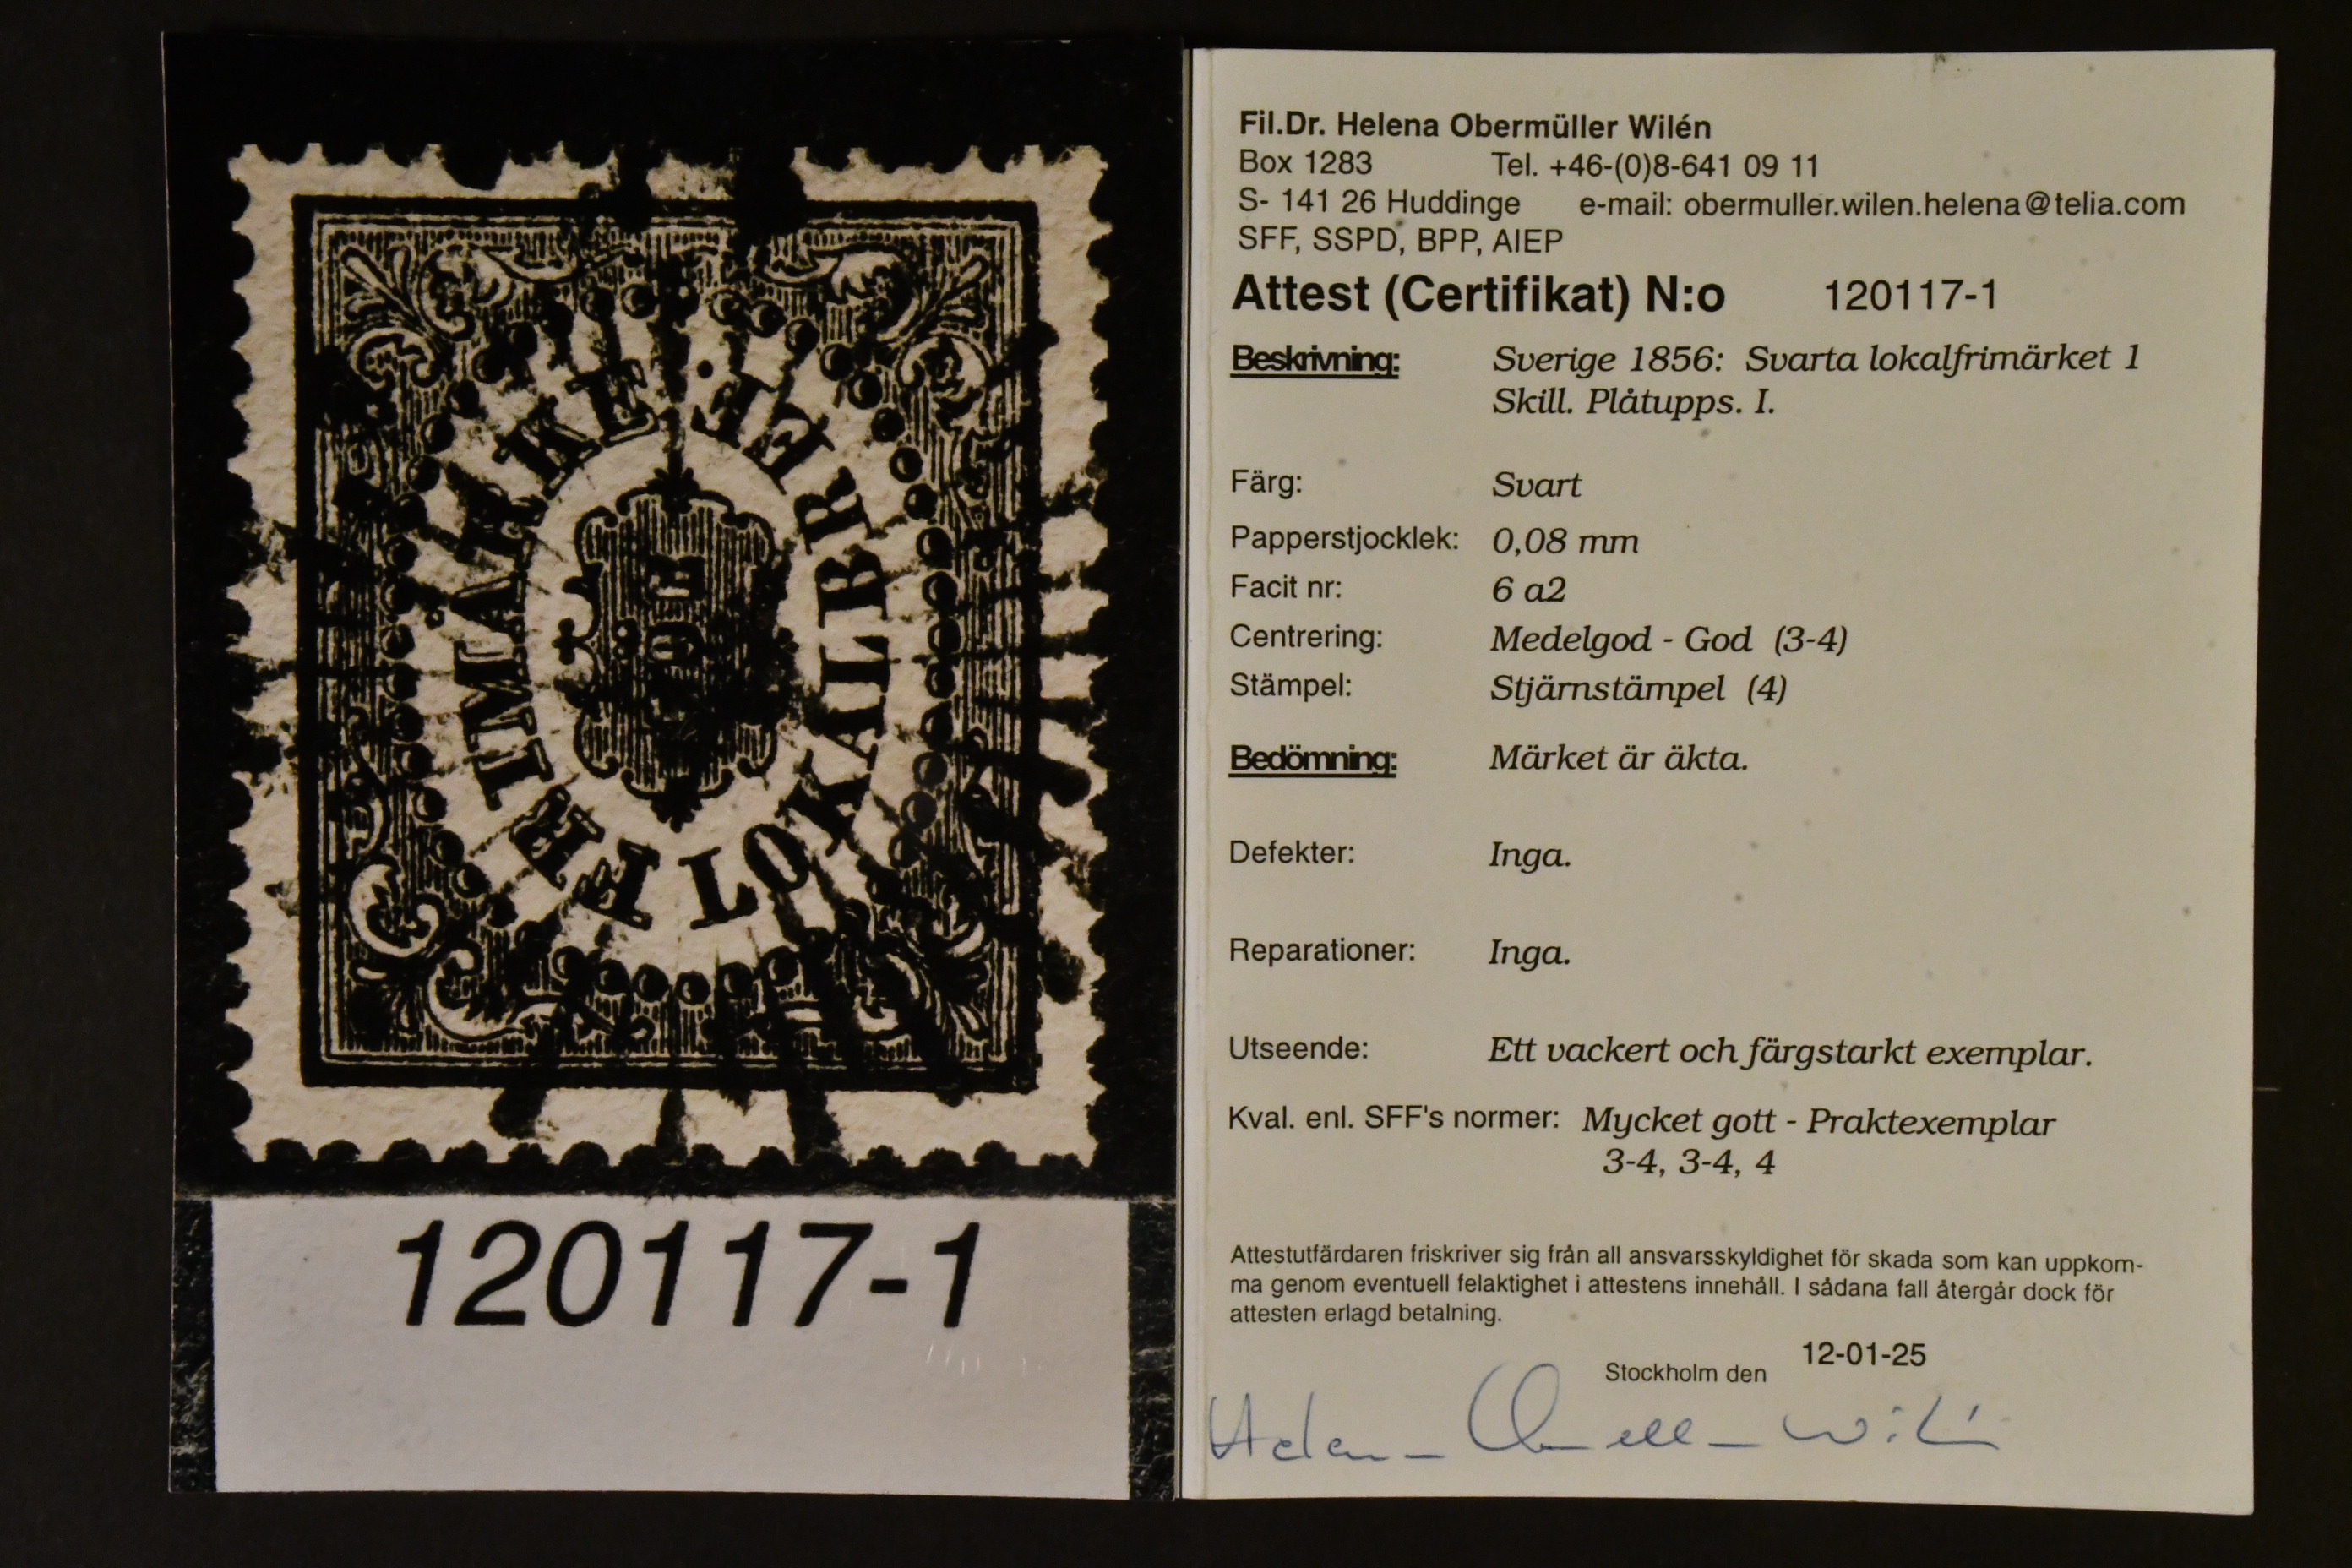 FRIMÄRKE FÖR LOKALBREF
120117-1
Fil.Dr. Helena Obermüller Wilén
Box 1283 Tel. +46-(0)8-641 09 11
S- 141 26 Huddinge e-mail: obermuller.wilen.helena@telia.com
SFF, SSPD, BPP, AIEP
Attest (Certifikat) N:o 120117-1
Beskrivning: Sverige 1856: Svarta lokalfrimärket 1
Skill. Plåtupps. I.
Färg: Svart
Papperstjocklek: 0,08 mm
Facit nr: 6 a2
Centrering: Medelgod - God (3-4)
Stämpel: Stjärnstämpel (4)
Bedömning: Märket är äkta.
Defekter: Inga.
Reparationer: Inga.
Utseende: Ett vackert och färgstarkt exemplar.
Kval. enl. SFF's normer: Mycket gott - Praktexemplar
3-4, 3-4, 4
Attestutfärdaren friskriver sig från all ansvarsskyldighet för skada som kan uppkom-
ma genom eventuell felaktighet i attestens innehåll. I sådana fall återgår dock för
attesten erlagd betalning.
Stockholm den 12-01-25